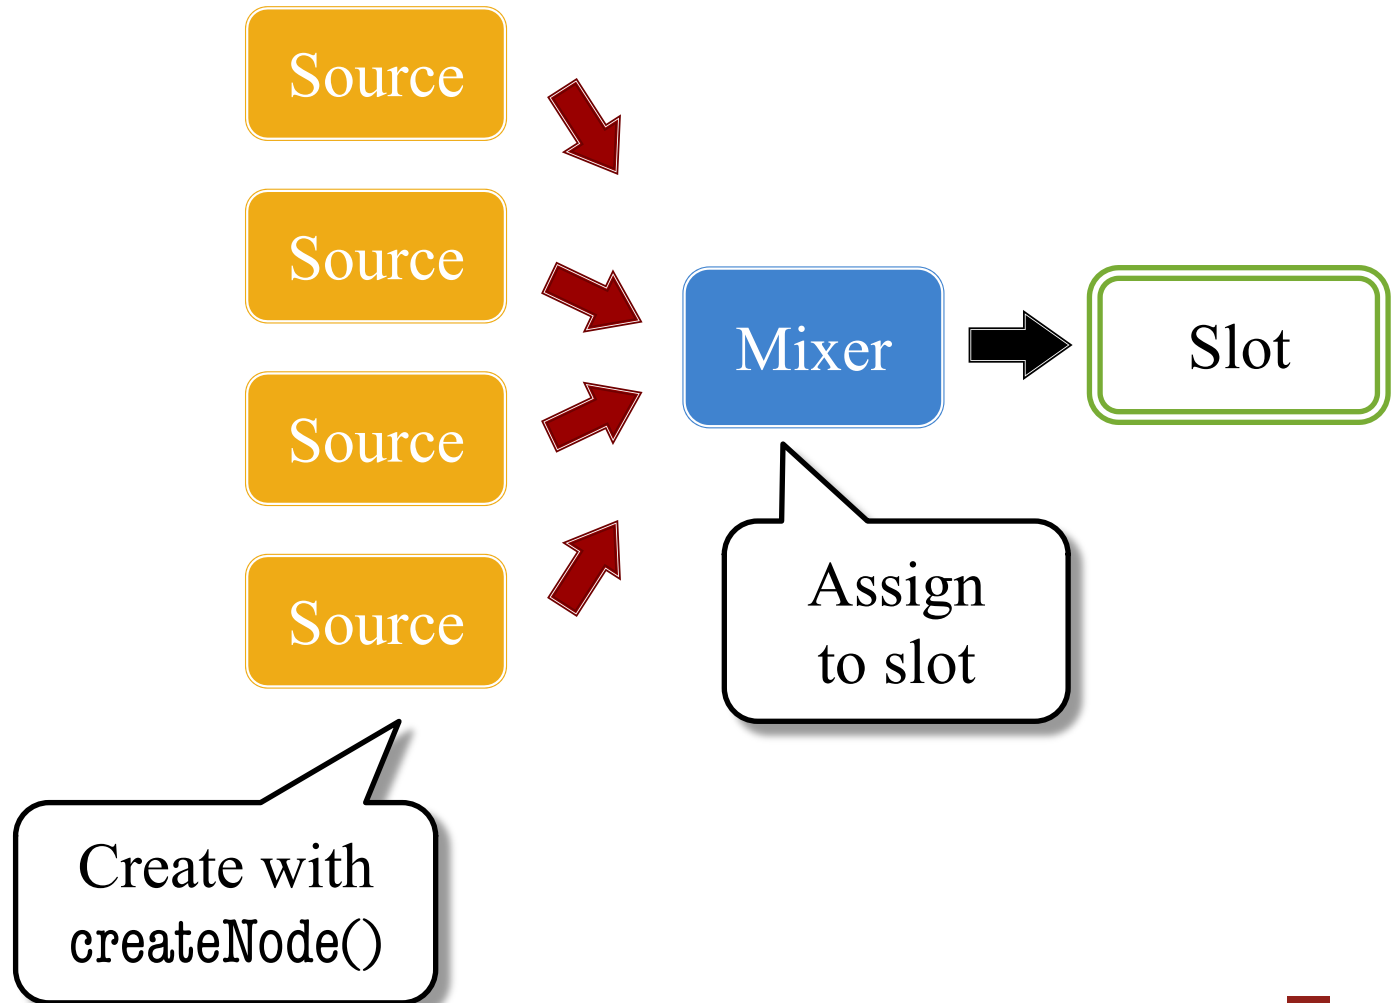 Source
Source
Source
Source
Mixer
Slot
Assign
to slot
Create with
createNode()